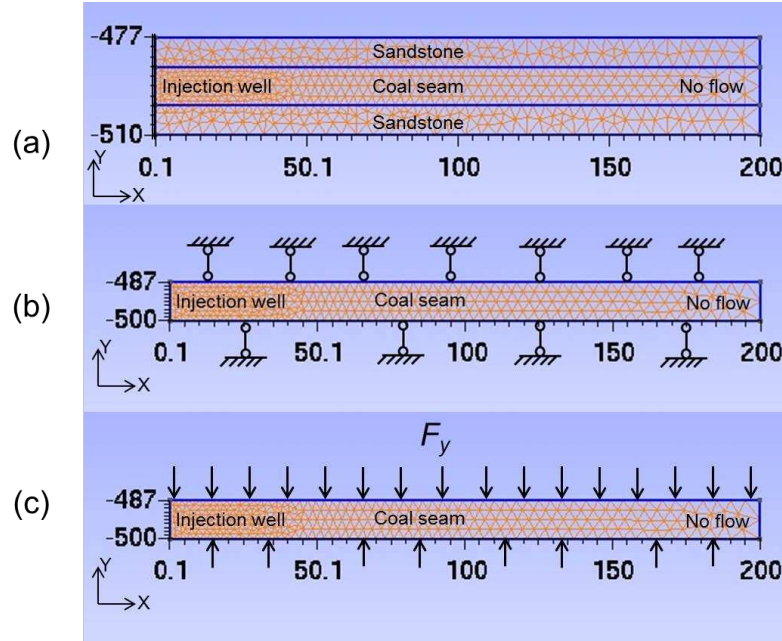 -477
Sandstone
Injection well Coal seam No flow
Sandstone
-510
(a)
0.1 50.1 100 150 200
Y
X
-487
Injection well Coal seam No flow
-500
(b)
0.1 50.1 100 150 200
Y
X
Fy
-487
Injection well Coal seam No flow
-500
(c)
0.1 50.1 100 150 200
Y
X